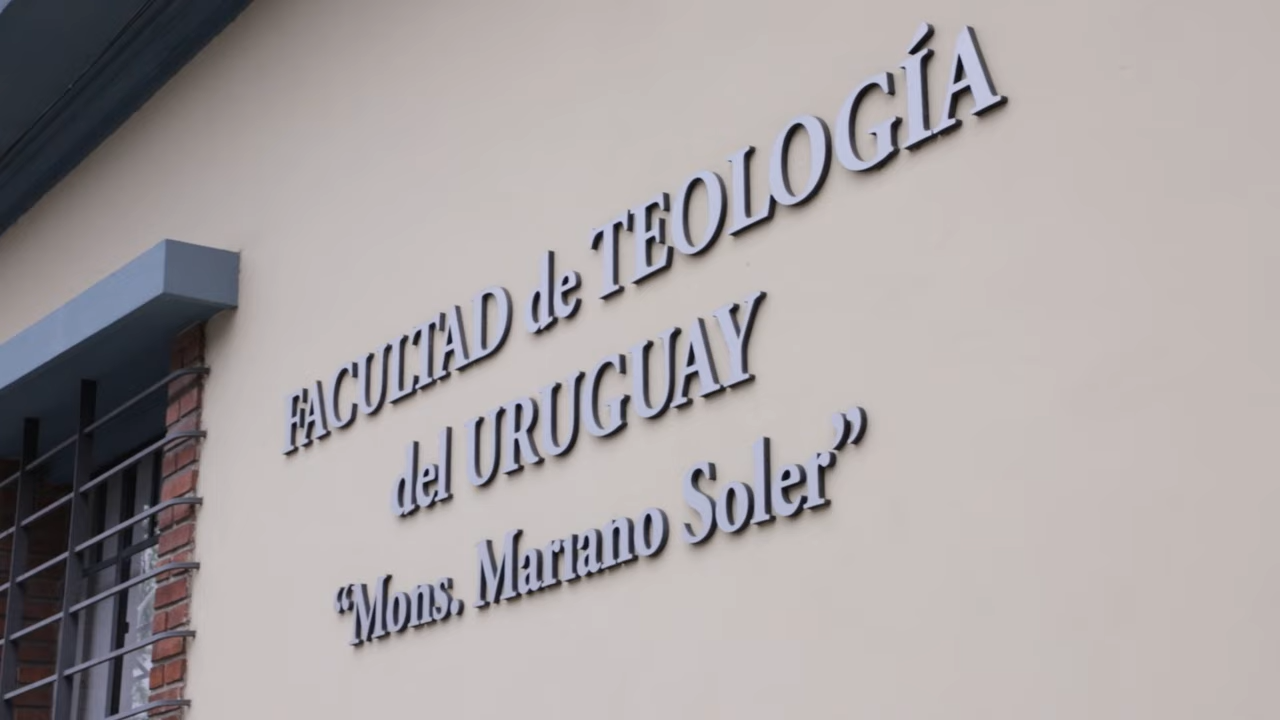 FACULTAD de TEOLOGÍA
del URUGUAY
“Mons. Mariano Soler”